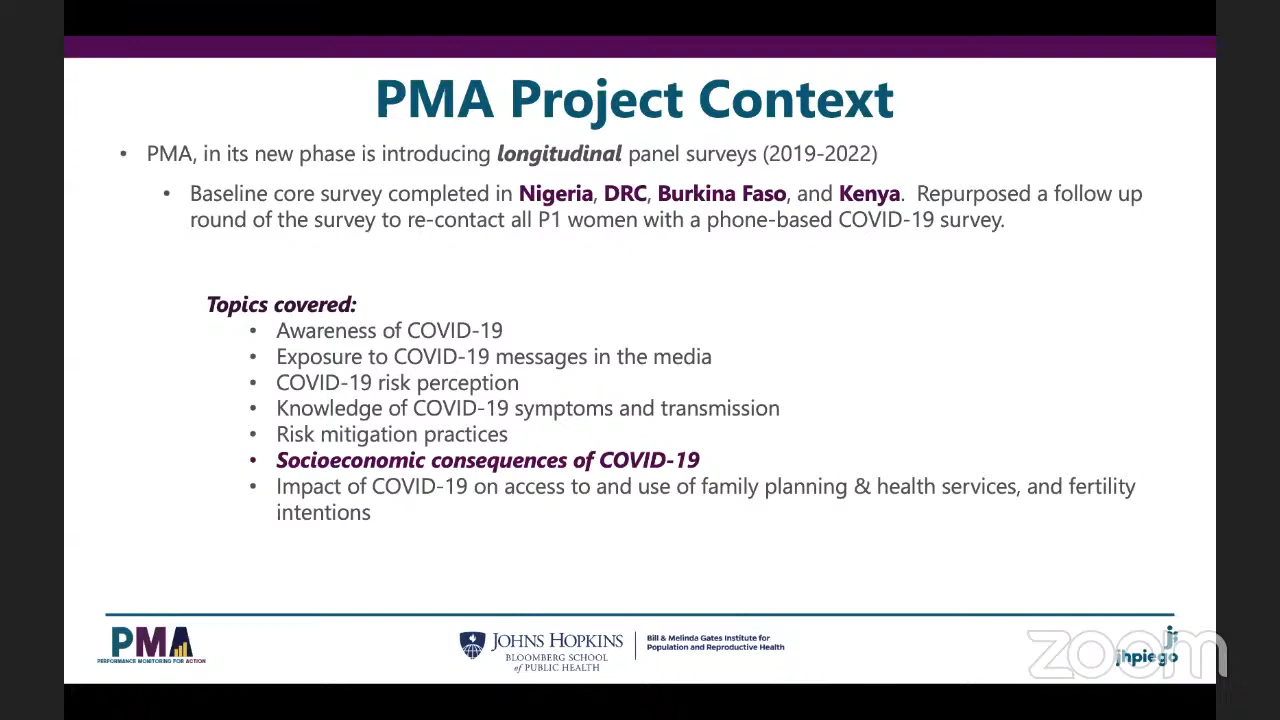 PMA Project Context
• PMA, in its new phase is introducing longitudinal panel surveys (2019-2022)
• Baseline core survey completed in Nigeria, DRC, Burkina Faso, and Kenya. Repurposed a follow up
round of the survey to re-contact all P1 women with a phone-based COVID-19 survey.
Topics covered:
• Awareness of COVID-19
• Exposure to COVID-19 messages in the media
• COVID-19 risk perception
• Knowledge of COVID-19 symptoms and transmission
• Risk mitigation practices
• Socioeconomic consequences of COVID-19
• Impact of COVID-19 on access to and use of family planning & health services, and fertility
intentions
PMA
PERFORMANCE MONITORING FOR ACTION
JOHNS HOPKINS
BLOOMBERG SCHOOL
of PUBLIC HEALTH
Bill & Melinda Gates Institute for
Population and Reproductive Health
jhpiego
zoom